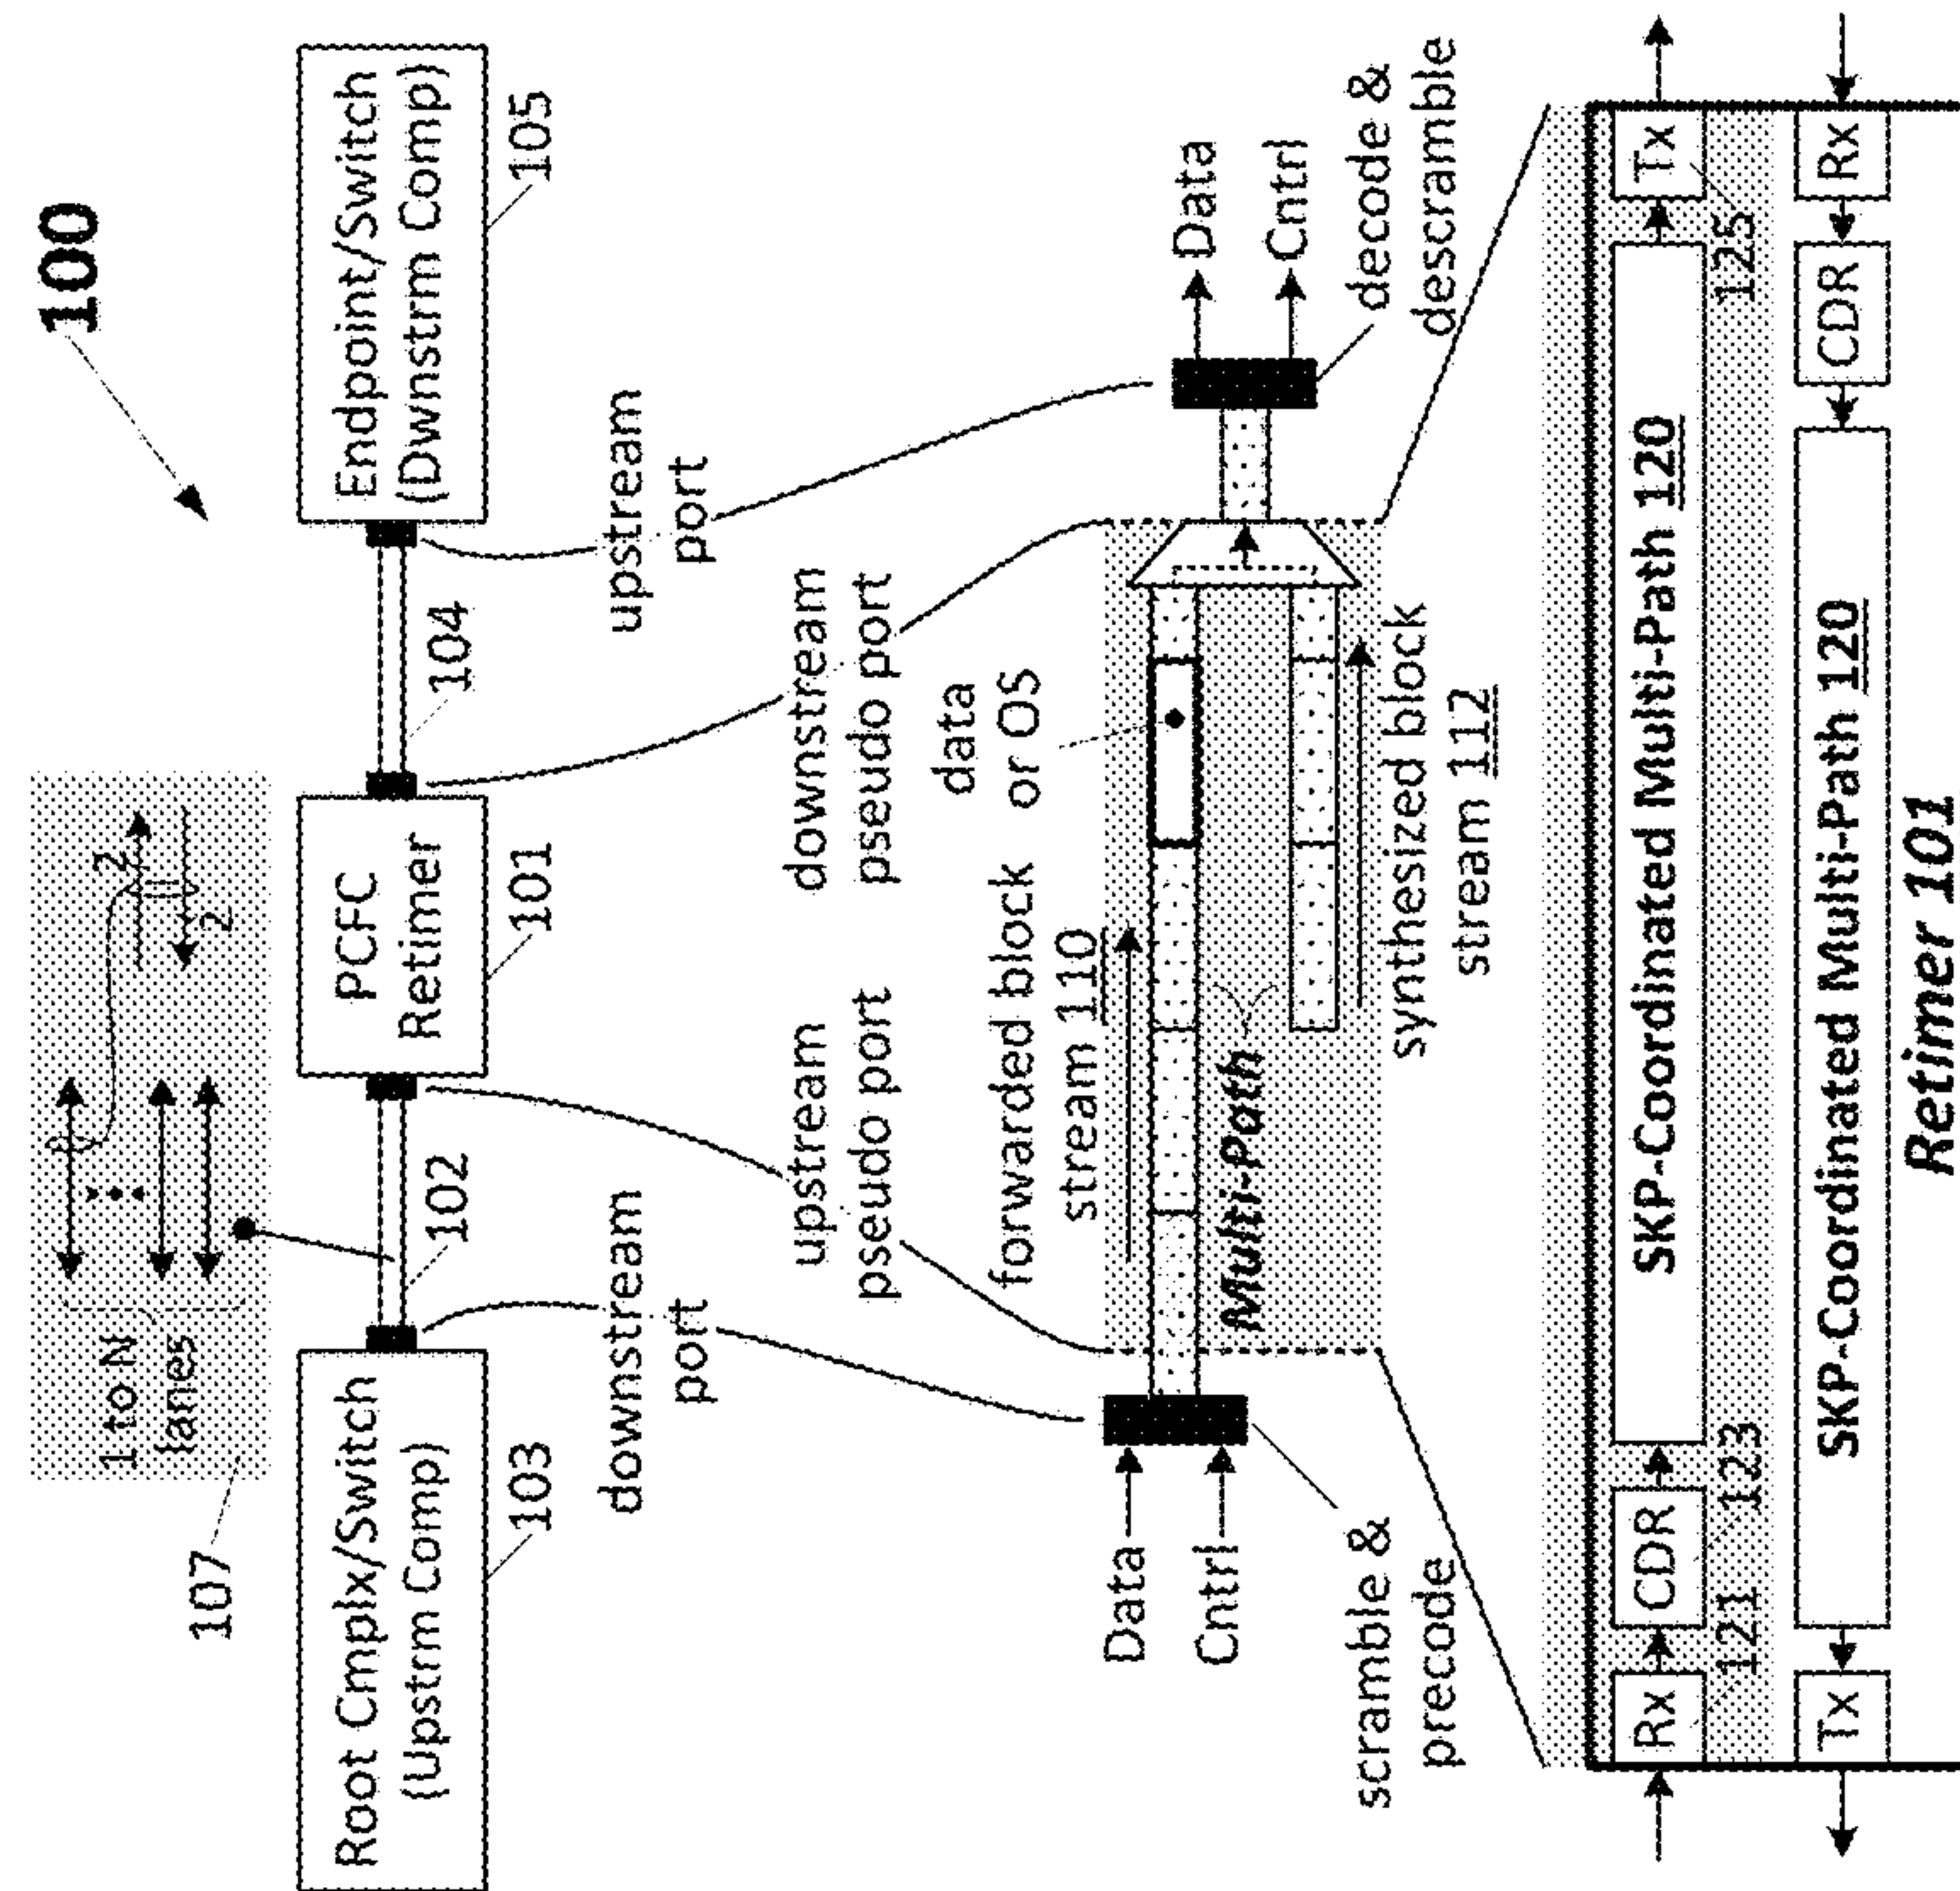 100
1 to N
lanes
2
2
107
Root Cmplx/Switch
(Upstrm Comp)
103
102
PCFC
Retimer
101
104
Endpoint/Switch
(Dwnstrm Comp)
105
downstream
port
upstream
pseudo port
downstream
pseudo port
upstream
port
forwarded block
stream 110
data
or OS
Data
Cntrl
Multi-Path
Data
Cntrl
scramble &
precode
synthesized block
stream 112
decode &
descramble
Rx
CDR
SKP-Coordinated Multi-Path 120
Tx
121
123
125
Tx
SKP-Coordinated Multi-Path 120
CDR
Rx
Retimer 101